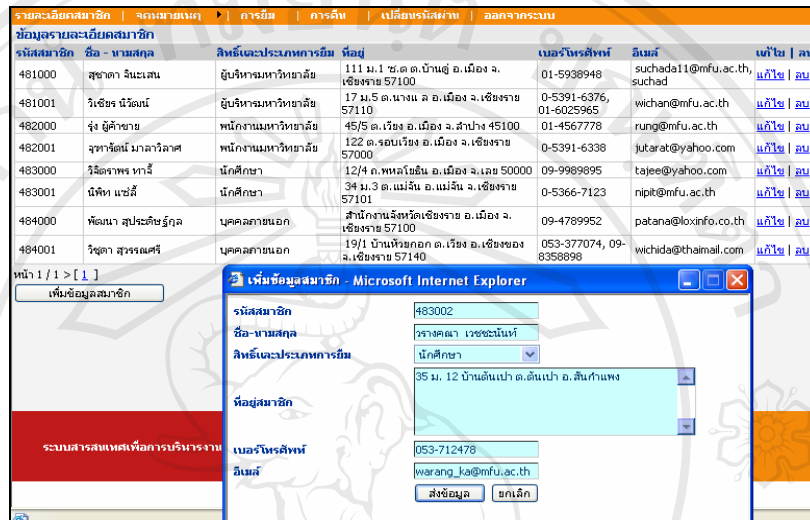 รายละเอียดสมาชิก | จดหมายเหตุ | การยืม | การคืน | เปลี่ยนรหัสผ่าน | ออกจากระบบ
ข้อมูลรายละเอียดสมาชิก
รหัสสมาชิก ชื่อ - นามสกุล สิทธิ์และประเภทการยืม ที่อยู่ เบอร์โทรศัพท์ อีเมล์ แก้ไข | ลบ
481000 สุชาดา จินะเสน ผู้บริหารมหาวิทยาลัย 111 ม.1 ซ.ต ต.บ้านดู่ อ.เมือง จ.เชียงราย 57100 01-5938948 suchada11@mfu.ac.th, suchad แก้ไข | ลบ
481001 วิเชียร นิวัฒน์ ผู้บริหารมหาวิทยาลัย 17 ม.5 ต.นางแ ล อ.เมือง จ.เชียงราย 57110 0-5391-6376, 01-6025965 wichan@mfu.ac.th แก้ไข | ลบ
482000 รุ่ง ผู้ค้าขาย พนักงานมหาวิทยาลัย 45/5 ต.เวียง อ.เมือง จ.ลำปาง 45100 01-4567778 rung@mfu.ac.th แก้ไข | ลบ
482001 จุฑารัตน์ มาลาวิลาศ พนักงานมหาวิทยาลัย 122 ต.รอบเวียง อ.เมือง จ.เชียงราย 57000 0-5391-6338 jutarat@yahoo.com แก้ไข | ลบ
483000 วิจิตราพร ทาจี้ นักศึกษา 12/4 ถ.พหลโยธิน อ.เมือง จ.เลย 50000 09-9989895 tajee@yahoo.com แก้ไข | ลบ
483001 นิพิท แซ่ลี้ นักศึกษา 34 ม.3 ต.แม่จัน อ.แม่จัน จ.เชียงราย 57101 0-5366-7123 nipit@mfu.ac.th แก้ไข | ลบ
484000 พัฒนา สุประดิษฐ์กุล บุคคลภายนอก สำนักงานจังหวัดเชียงราย อ.เมือง จ.เชียงราย 57100 09-4789952 patana@loxinfo.co.th แก้ไข | ลบ
484001 วิชุดา สุวรรณศรี บุคคลภายนอก 19/1 บ้านห้วยกอก ต.เวียง อ.เชียงของ จ.เชียงราย 57140 053-377074, 09-8358898 wichida@thaimail.com แก้ไข | ลบ
หน้า 1 / 1 > [ 1 ]
เพิ่มข้อมูลสมาชิก
เพิ่มข้อมูลสมาชิก - Microsoft Internet Explorer
รหัสสมาชิก 483002
ชื่อ-นามสกุล วรางคณา เวชชะนันท์
สิทธิ์และประเภทการยืม นักศึกษา
ที่อยู่สมาชิก 35 ม. 12 บ้านต้นเปา ต.ต้นเปา อ.สันกำแพง
เบอร์โทรศัพท์ 053-712478
อีเมล์ warang_ka@mfu.ac.th
ส่งข้อมูล ยกเลิก
ระบบสารสนเทศเพื่อการบริหารงาน